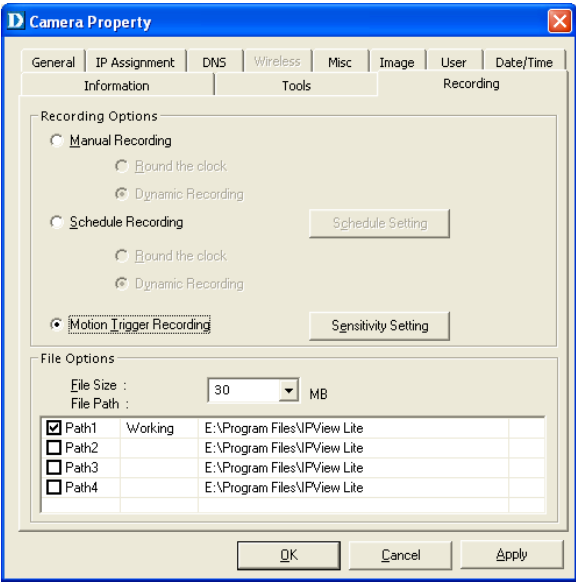 D Camera Property
General IP Assignment DNS Wireless Misc Image User Date/Time
Information Tools Recording
Recording Options
Manual Recording
Round the clock
Dynamic Recording
Schedule Recording Schedule Setting
Round the clock
Dynamic Recording
Motion Trigger Recording Sensitivity Setting
File Options
File Size : 30 MB
File Path :
Path1 Working E:\Program Files\IPView Lite
Path2 E:\Program Files\IPView Lite
Path3 E:\Program Files\IPView Lite
Path4 E:\Program Files\IPView Lite
OK Cancel Apply